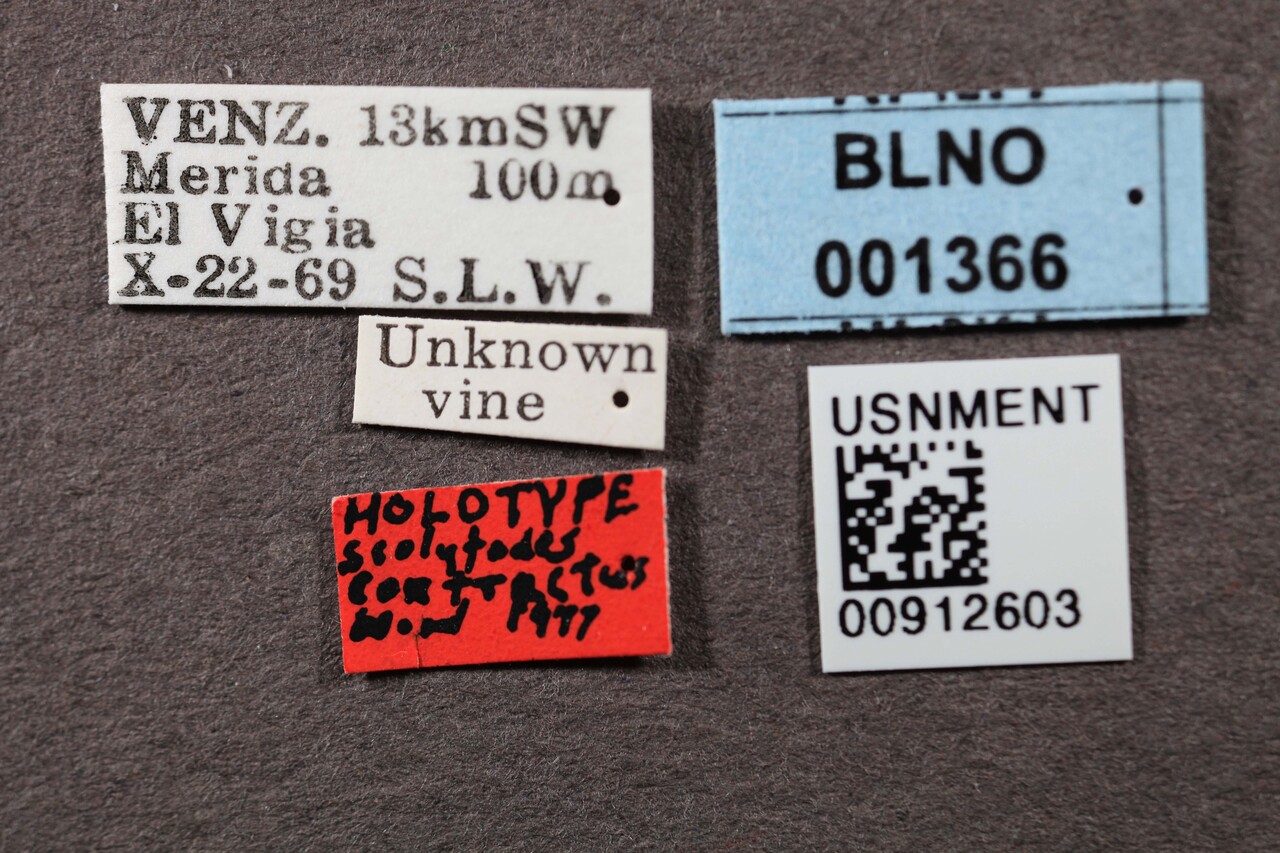 VENZ. 13kmSW
Merida 100m
El Vigia
X-22-69 S.L.W.
Unknown
vine
HOLOTYPE
scolytodes
contractus
Wood 1977
BLNO
001366
USNMENT
00912603